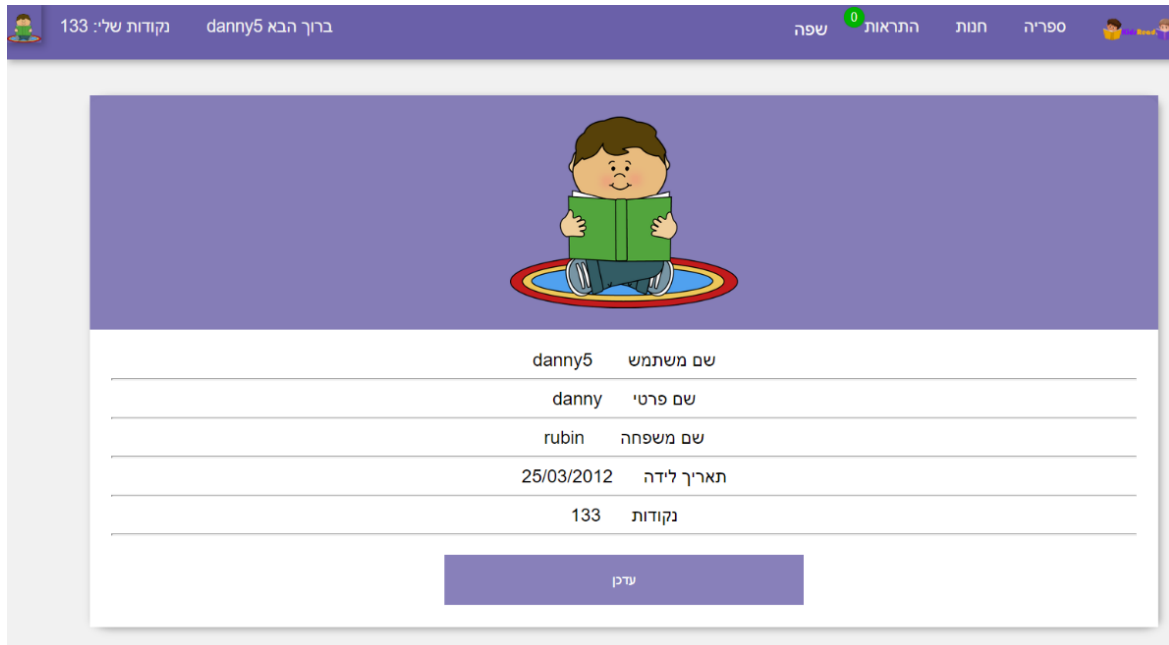 ספריה חנות התראות 0 שפה ברוך הבא danny5 נקודות שלי: 133
שם משתמש danny5
שם פרטי danny
שם משפחה rubin
תאריך לידה 25/03/2012
נקודות 133
עדכן